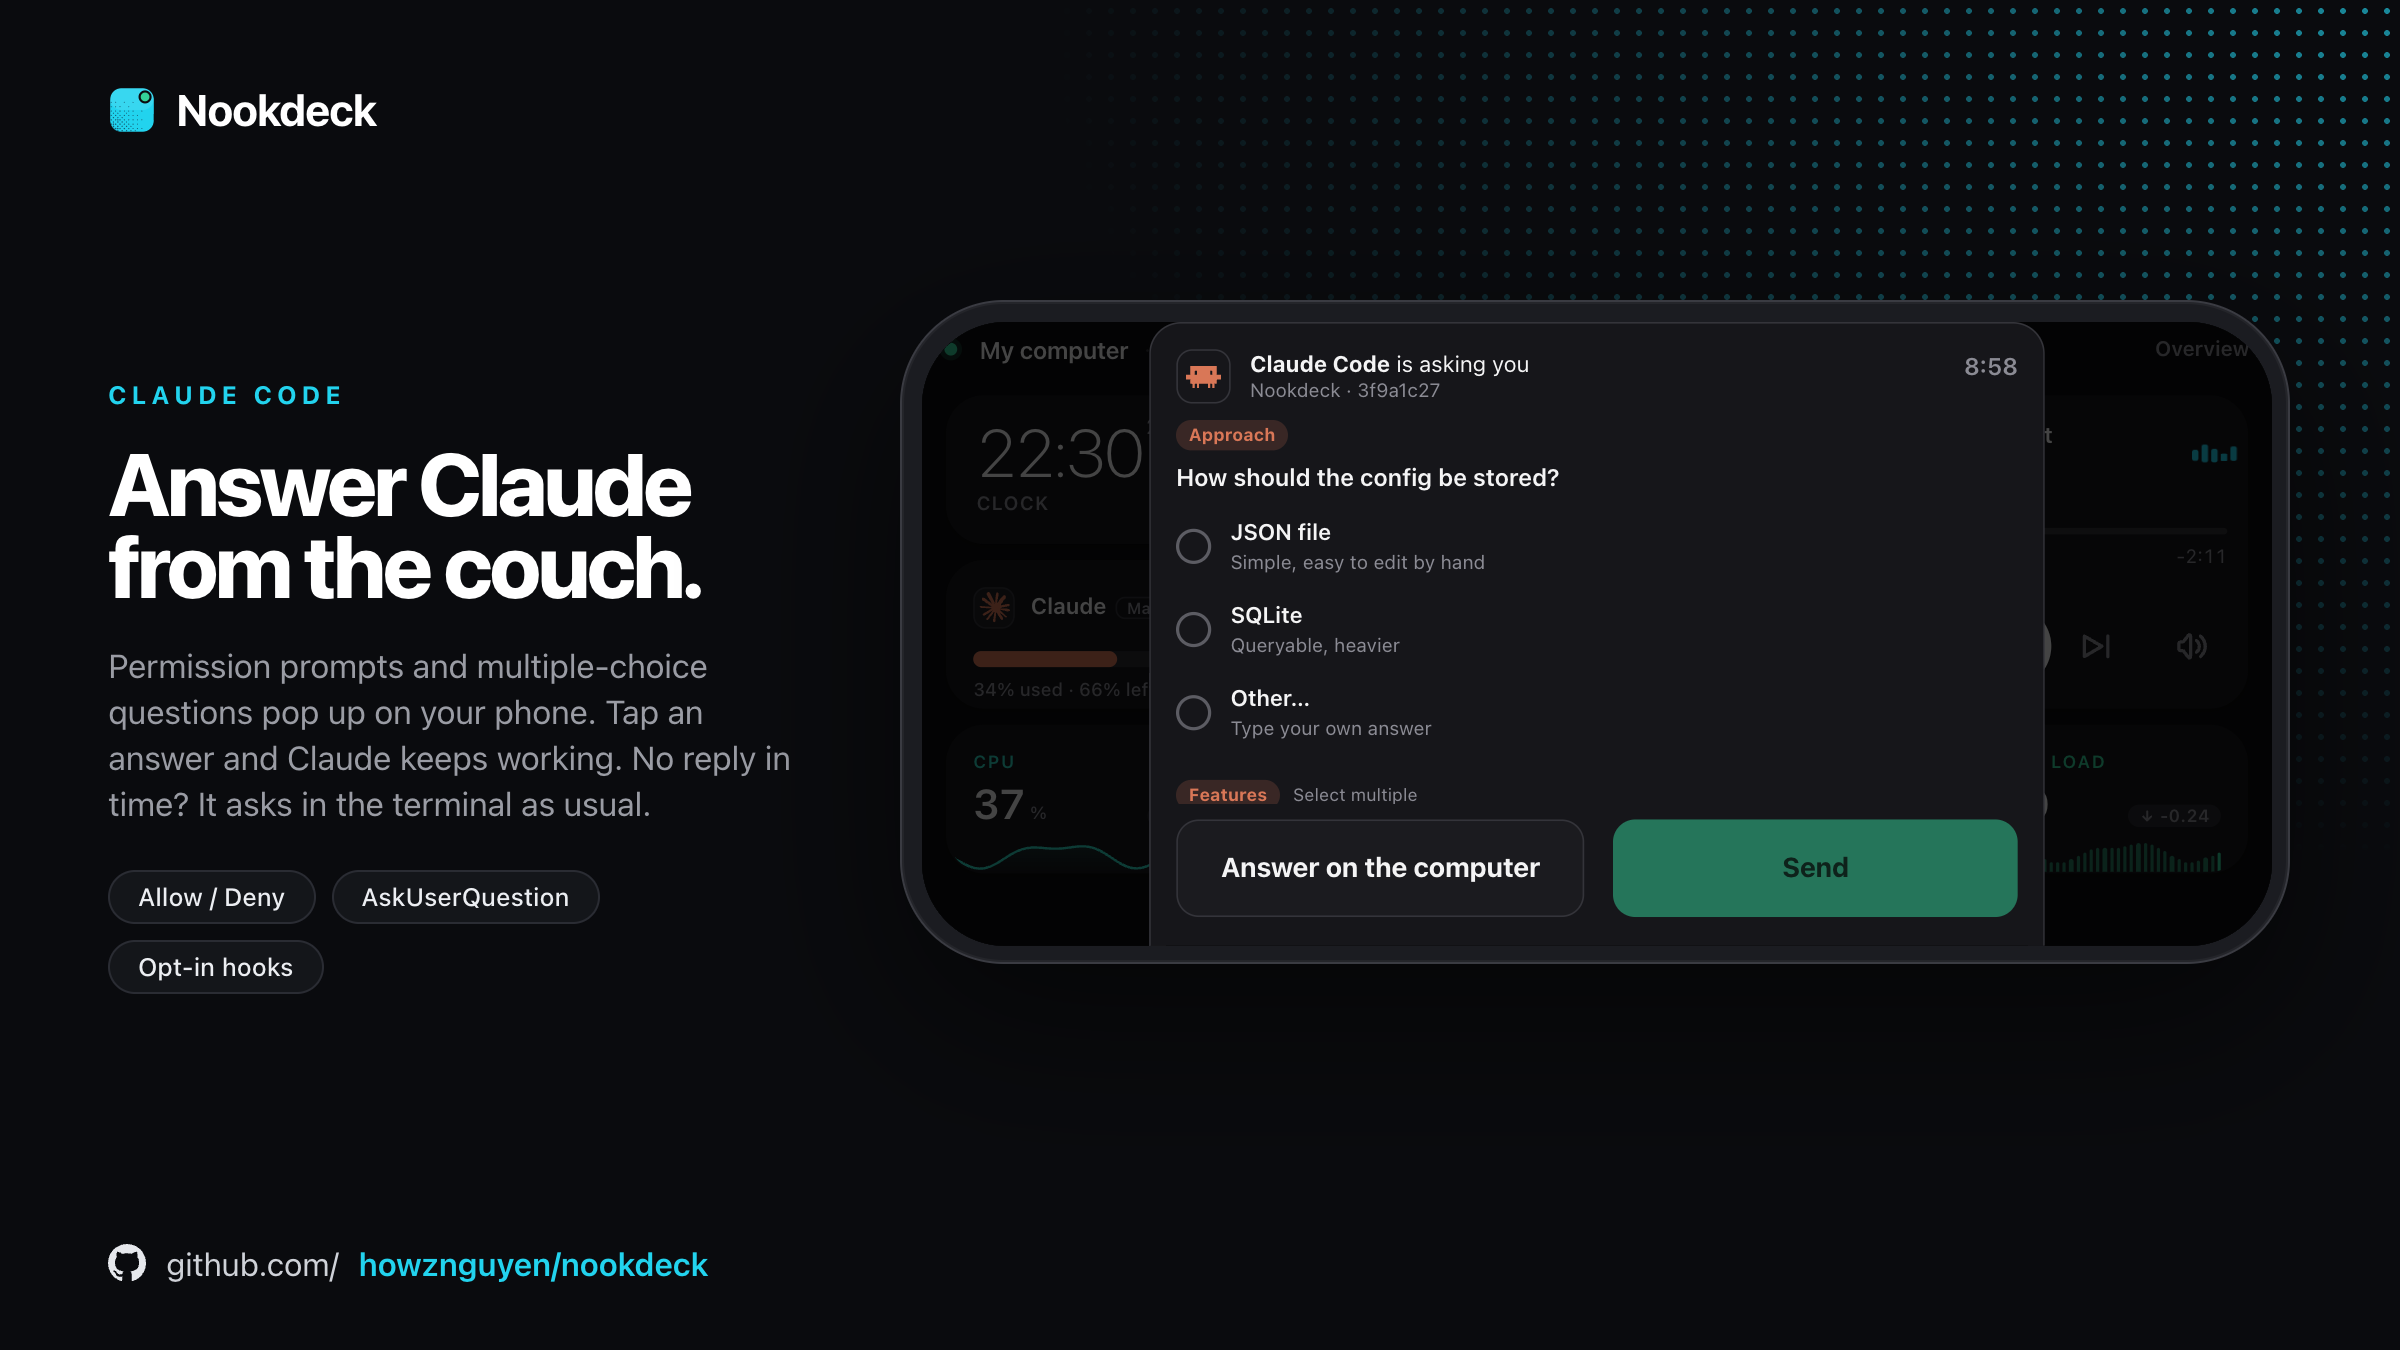 Nookdeck
CLAUDE CODE
Answer Claude
from the couch.
Permission prompts and multiple-choice
questions pop up on your phone. Tap an
answer and Claude keeps working. No reply in
time? It asks in the terminal as usual.
Allow / Deny
AskUserQuestion
Opt-in hooks
github.com/ howznguyen/nookdeck
My computer
Overview
22:30
CLOCK
Claude
34% used · 66% lef
CPU
37 %
Claude Code is asking you
8:58
Nookdeck · 3f9a1c27
Approach
How should the config be stored?
JSON file
Simple, easy to edit by hand
SQLite
Queryable, heavier
Other...
Type your own answer
Features Select multiple
Answer on the computer
Send
-2:11
LOAD
↓ -0.24